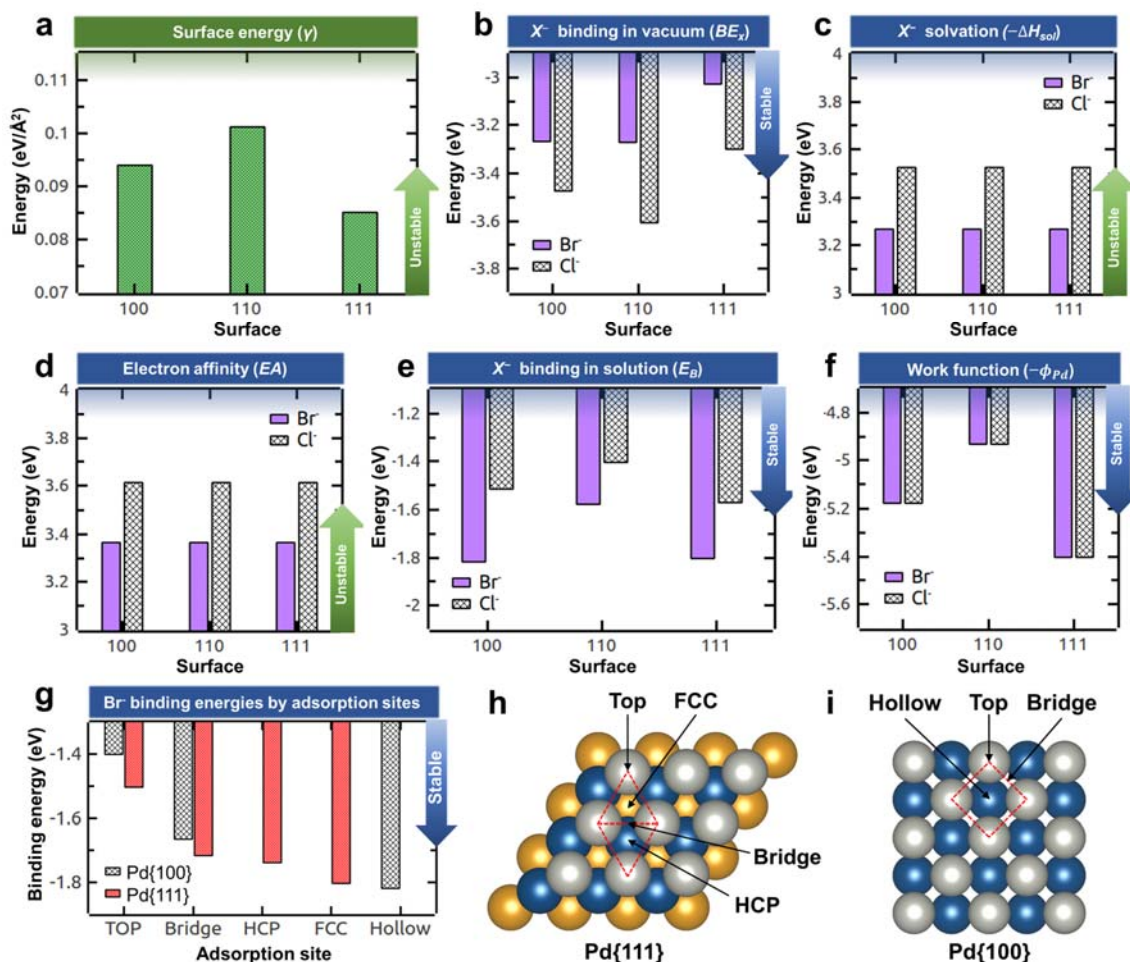 a
Surface energy (γ)
Energy (eV/Å²)
0.11
0.1
0.09
0.08
0.07
100 110 111
Surface
Unstable
b
X⁻ binding in vacuum (BEₓ)
Energy (eV)
-3
-3.2
-3.4
-3.6
-3.8
Br⁻
Cl⁻
100 110 111
Surface
Stable
c
X⁻ solvation (−ΔH_sol)
Energy (eV)
4
3.8
3.6
3.4
3.2
3
Br⁻
Cl⁻
100 110 111
Surface
Unstable
d
Electron affinity (EA)
Energy (eV)
4
3.8
3.6
3.4
3.2
3
Br⁻
Cl⁻
100 110 111
Surface
Unstable
e
X⁻ binding in solution (E_B)
Energy (eV)
-1.2
-1.4
-1.6
-1.8
-2
Br⁻
Cl⁻
100 110 111
Surface
Stable
f
Work function (−ϕ_Pd)
Energy (eV)
-4.8
-5
-5.2
-5.4
-5.6
Br⁻
Cl⁻
100 110 111
Surface
Stable
g
Br⁻ binding energies by adsorption sites
Binding energy (eV)
-1.4
-1.6
-1.8
Pd{100}
Pd{111}
TOP Bridge HCP FCC Hollow
Adsorption site
Stable
h
Top FCC
Bridge
HCP
Pd{111}
i
Hollow Top Bridge
Pd{100}